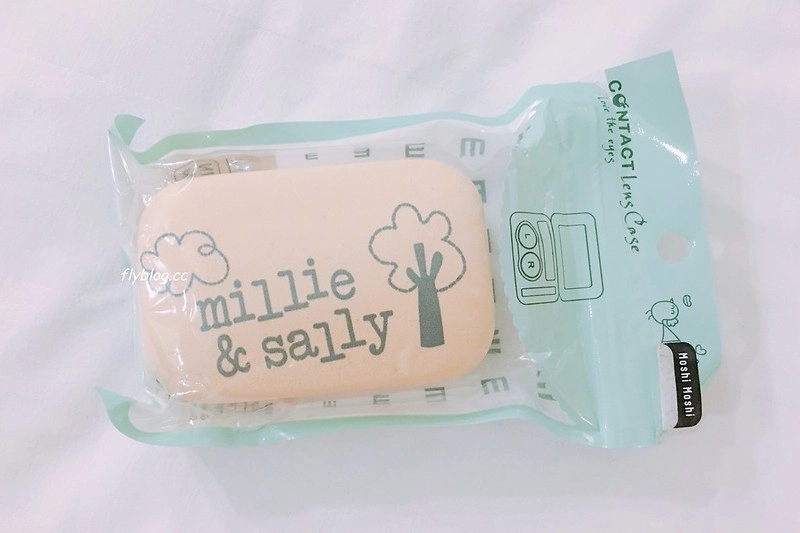 CONTACT Lens Case
Love the eyes
L
R
flyblog.cc
millie
& sally
Moshi Moshi